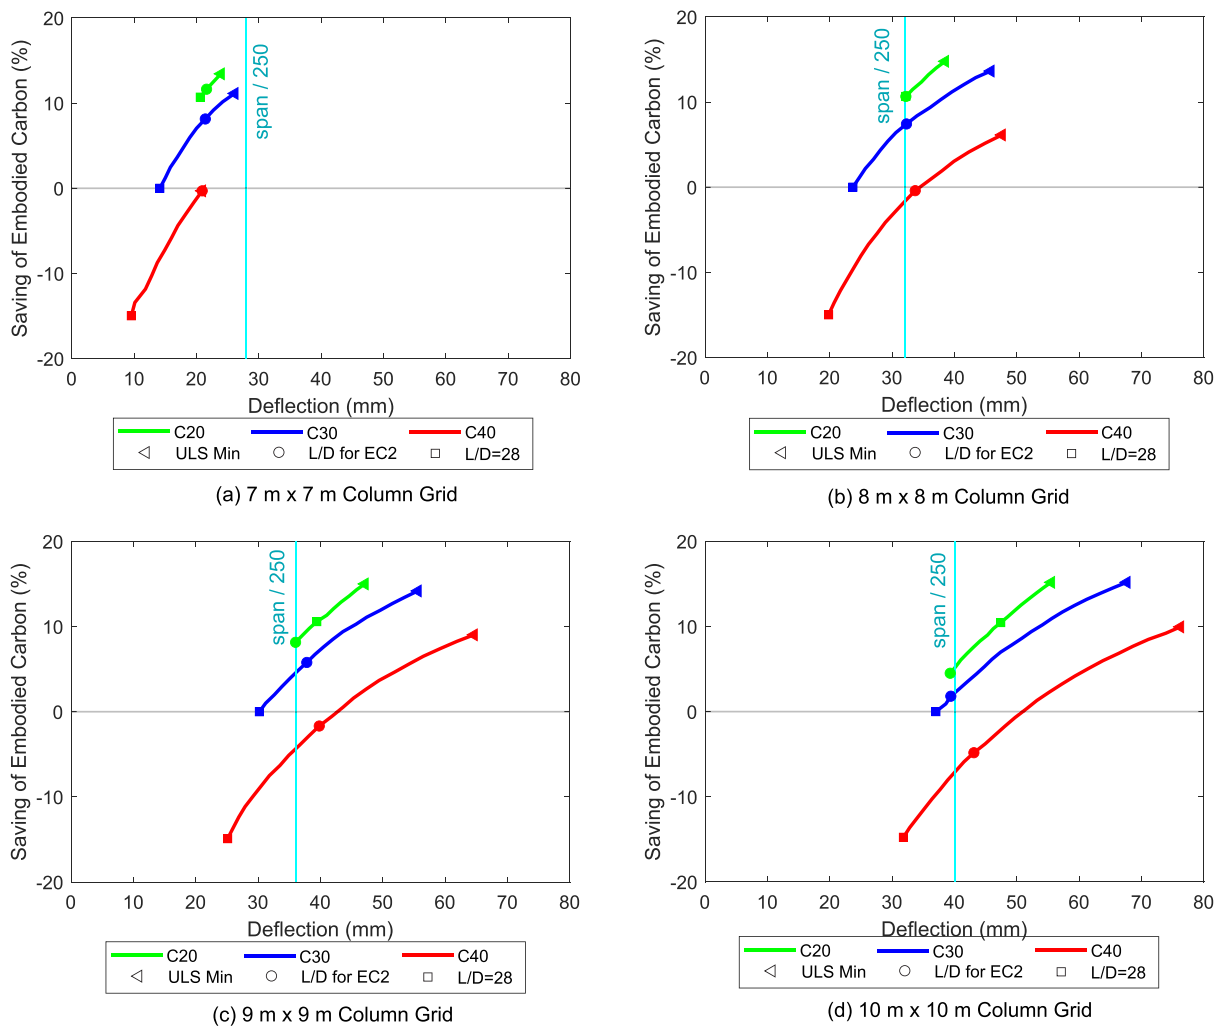 20
10
0
-10
-20
Saving of Embodied Carbon (%)
span / 250
0 10 20 30 40 50 60 70 80
Deflection (mm)
C20 C30 C40
ULS Min L/D for EC2 L/D=28
(a) 7 m x 7 m Column Grid
20
10
0
-10
-20
Saving of Embodied Carbon (%)
span / 250
0 10 20 30 40 50 60 70 80
Deflection (mm)
C20 C30 C40
ULS Min L/D for EC2 L/D=28
(b) 8 m x 8 m Column Grid
20
10
0
-10
-20
Saving of Embodied Carbon (%)
span / 250
0 10 20 30 40 50 60 70 80
Deflection (mm)
C20 C30 C40
ULS Min L/D for EC2 L/D=28
(c) 9 m x 9 m Column Grid
20
10
0
-10
-20
Saving of Embodied Carbon (%)
span / 250
0 10 20 30 40 50 60 70 80
Deflection (mm)
C20 C30 C40
ULS Min L/D for EC2 L/D=28
(d) 10 m x 10 m Column Grid